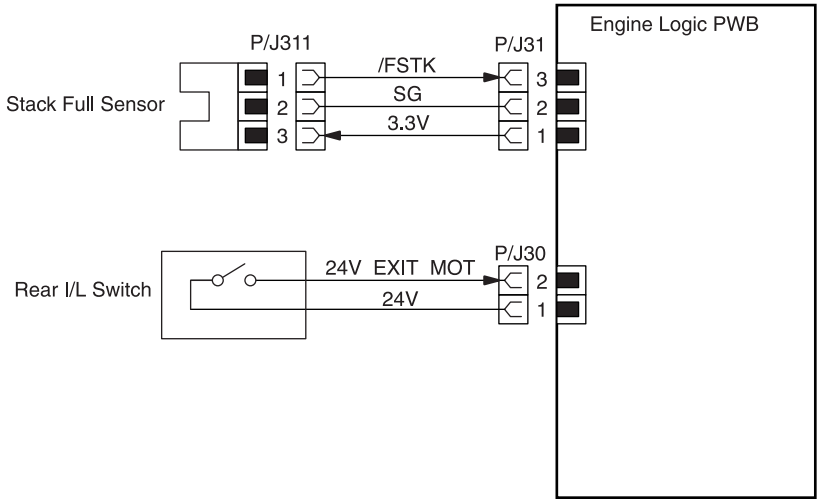 Engine Logic PWB
P/J311
P/J31
Stack Full Sensor
1 /FSTK 3
2 SG 2
3 3.3V 1
P/J30
Rear I/L Switch
24V EXIT MOT 2
24V 1